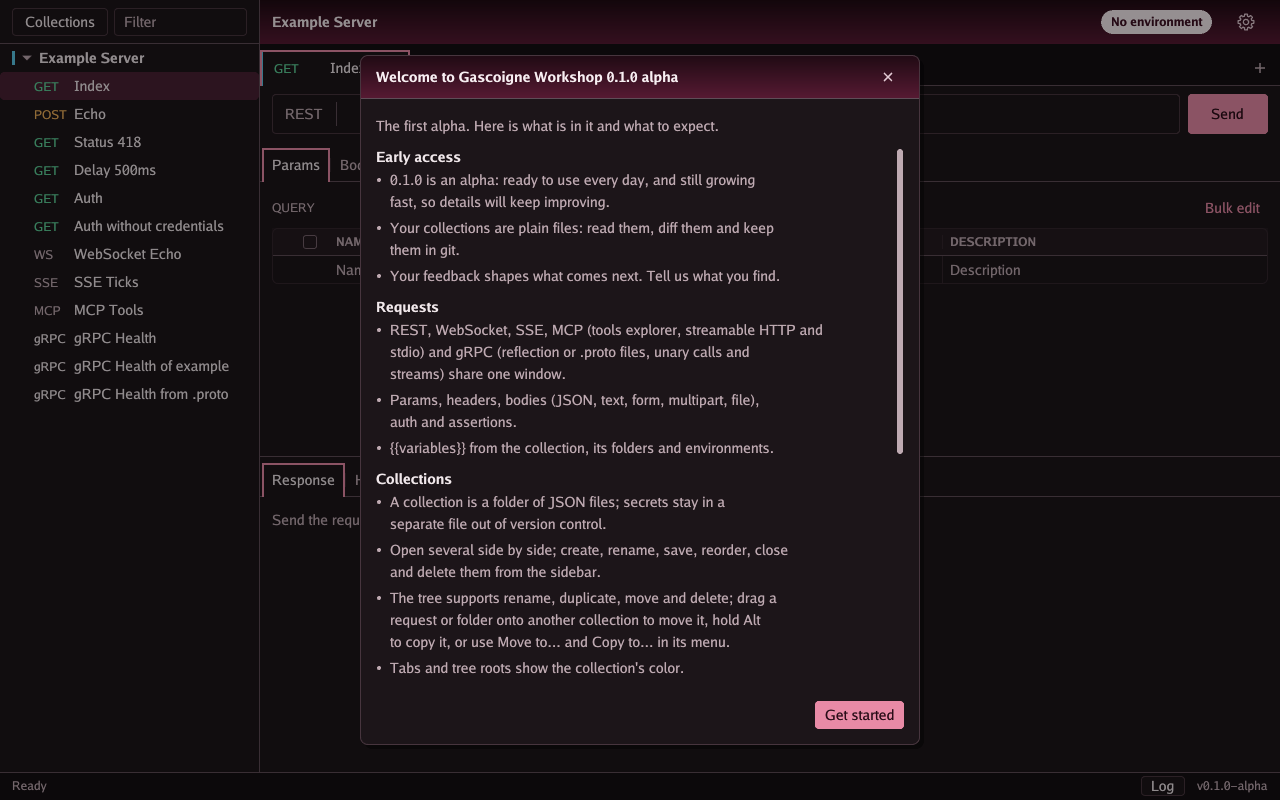 Collections
Filter
Example Server
No environment
Example Server
GET Index
POST Echo
GET Status 418
GET Delay 500ms
GET Auth
GET Auth without credentials
WS WebSocket Echo
SSE SSE Ticks
MCP MCP Tools
gRPC gRPC Health
gRPC gRPC Health of example
gRPC gRPC Health from .proto
GET
REST
Send
Params
QUERY
Bulk edit
DESCRIPTION
Description
Response
Send the
Welcome to Gascoigne Workshop 0.1.0 alpha
The first alpha. Here is what is in it and what to expect.
Early access
• 0.1.0 is an alpha: ready to use every day, and still growing
fast, so details will keep improving.
• Your collections are plain files: read them, diff them and keep
them in git.
• Your feedback shapes what comes next. Tell us what you find.
Requests
• REST, WebSocket, SSE, MCP (tools explorer, streamable HTTP and
stdio) and gRPC (reflection or .proto files, unary calls and
streams) share one window.
• Params, headers, bodies (JSON, text, form, multipart, file),
auth and assertions.
• {{variables}} from the collection, its folders and environments.
Collections
• A collection is a folder of JSON files; secrets stay in a
separate file out of version control.
• Open several side by side; create, rename, save, reorder, close
and delete them from the sidebar.
• The tree supports rename, duplicate, move and delete; drag a
request or folder onto another collection to move it, hold Alt
to copy it, or use Move to... and Copy to... in its menu.
• Tabs and tree roots show the collection's color.
Get started
Ready
Log
v0.1.0-alpha